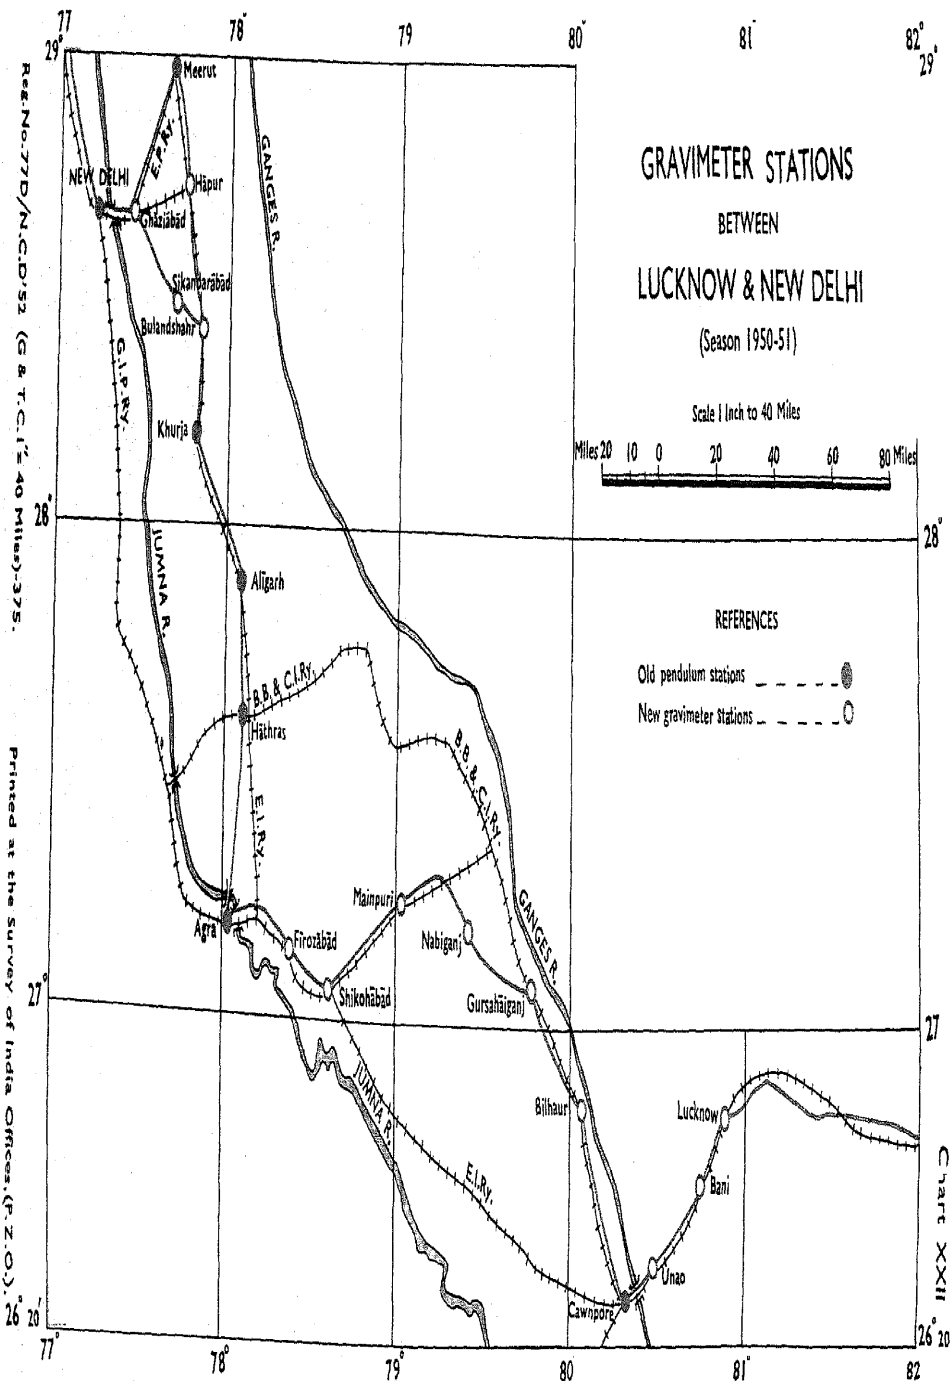 77
78°
79
80°
81°
82°
29°
29°
Meerut
E.P.Ry.
GANGES R.
NEW DELHI
Hāpur
Ghāziābād
Sikandarābād
Bulandshahr
G.I.P.Ry.
Khurja
GRAVIMETER STATIONS
BETWEEN
LUCKNOW & NEW DELHI
(Season 1950-51)
Scale 1 Inch to 40 Miles
Miles 20 10 0 20 40 60 80 Miles
28°
28°
JUMNA R.
Alīgarh
REFERENCES
Old pendulum stations
New gravimeter Stations
B.B. & C.I.Ry.
Hāthras
B.B. & C.I.Ry.
E.I.Ry.
Mainpuri
Agra
Fīrozābād
Nabīganj
GANGES R.
Shikohābād
Gursahāiganj
27°
27
JUMNA R.
Bilhaur
Lucknow
E.I.Ry.
Bani
Unao
Cawnpore
26° 20'
26° 20
77°
78°
79°
80
81°
82
Reg.No.77D/N.C.D'52 (G & T.C.1"=40 Miles)-375.
Printed at the Survey of India Offices.(P.Z.O.).
Chart XXII